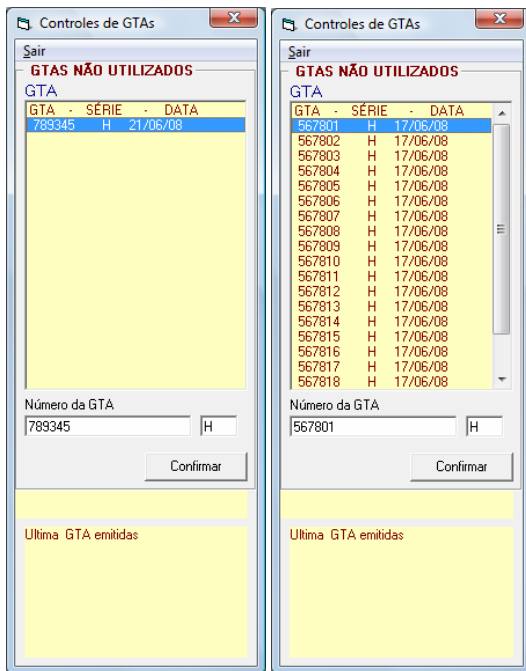 Controles de GTAs
Sair
GTAS NÃO UTILIZADOS
GTA
GTA - SÉRIE - DATA
789345 H 21/06/08
Número da GTA
789345 H
Confirmar
Ultima GTA emitidas
Controles de GTAs
Sair
GTAS NÃO UTILIZADOS
GTA
GTA - SÉRIE - DATA
567801 H 17/06/08
567802 H 17/06/08
567803 H 17/06/08
567804 H 17/06/08
567805 H 17/06/08
567806 H 17/06/08
567807 H 17/06/08
567808 H 17/06/08
567809 H 17/06/08
567810 H 17/06/08
567811 H 17/06/08
567812 H 17/06/08
567813 H 17/06/08
567814 H 17/06/08
567815 H 17/06/08
567816 H 17/06/08
567817 H 17/06/08
567818 H 17/06/08
Número da GTA
567801 H
Confirmar
Ultima GTA emitidas